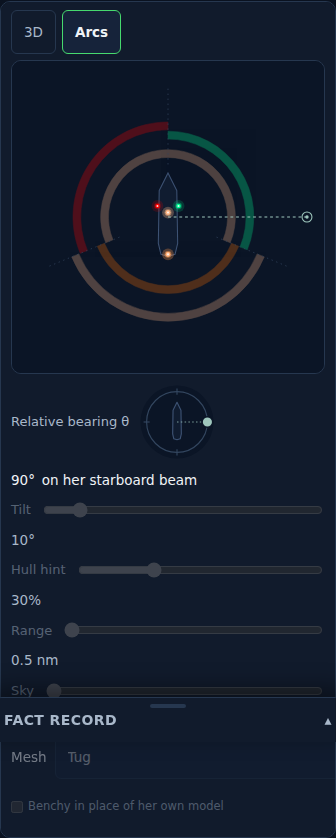 3D Arcs
Relative bearing θ
90° on her starboard beam
Tilt
10°
Hull hint
30%
Range
0.5 nm
Sky
FACT RECORD ▲
Mesh Tug
Benchy in place of her own model